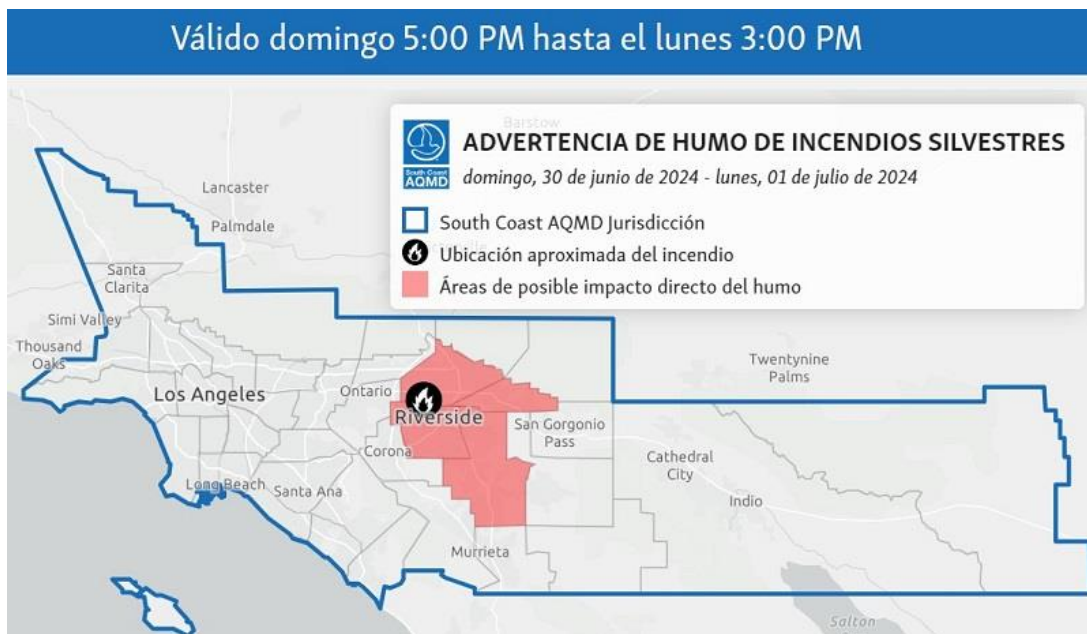 Válido domingo 5:00 PM hasta el lunes 3:00 PM
Barstow
ADVERTENCIA DE HUMO DE INCENDIOS SILVESTRES
South Coast
AQMD
domingo, 30 de junio de 2024 - lunes, 01 de julio de 2024
South Coast AQMD Jurisdicción
Ubicación aproximada del incendio
Áreas de posible impacto directo del humo
Lancaster
Palmdale
Santa
Clarita
Simi Valley
Thousand
Oaks
Los Angeles
Ontario
Riverside
Corona
Long Beach
Santa Ana
Murrieta
San Gorgonio
Pass
Twentynine
Palms
Cathedral
City
Indio
Salton